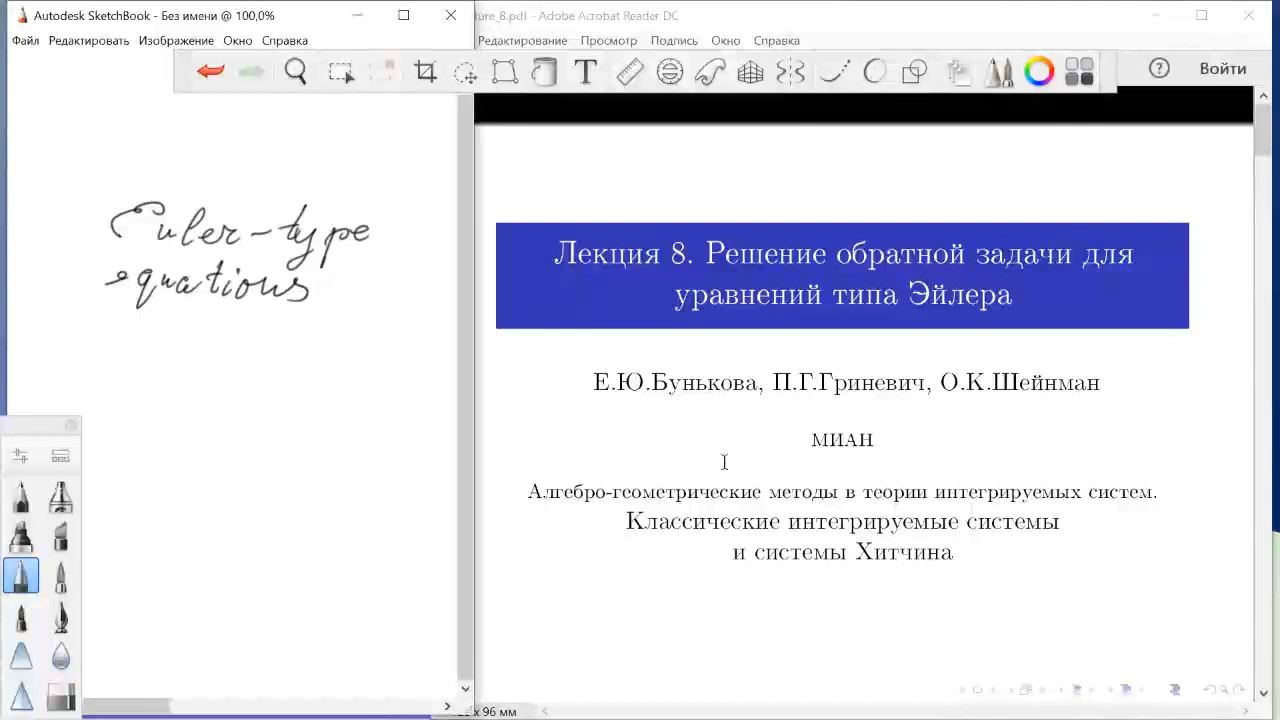 Autodesk SketchBook - Без имени @ 100,0%
ture_8.pdf - Adobe Acrobat Reader DC
Файл Редактировать Изображение Окно Справка
Редактирование Просмотр Подпись Окно Справка
Войти
Euler-type
equations
Лекция 8. Решение обратной задачи для
уравнений типа Эйлера
Е.Ю.Бунькова, П.Г.Гриневич, О.К.Шейнман
МИАН
Алгебро-геометрические методы в теории интегрируемых систем.
Классические интегрируемые системы
и системы Хитчина
x 96 мм